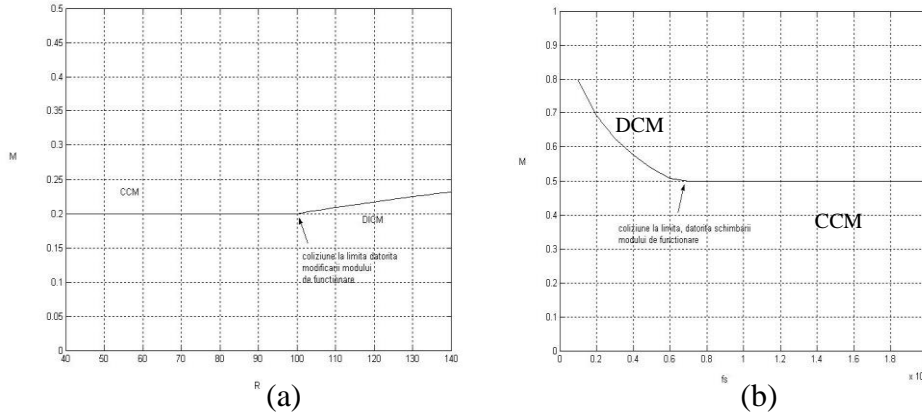 0.5
0.45
0.4
0.35
0.3
M
0.25
CCM
0.2
DICM
0.15
coliziune la limita datorita
modificarii modului
de functionare
0.1
0.05
0
40 50 60 70 80 90 100 110 120 130 140
R
(a)
1
0.9
0.8
0.7
DCM
0.6
M
0.5
0.4
coliziune la limita, datorita schimbarii
modului de functionare
CCM
0.3
0.2
0.1
0
0 0.2 0.4 0.6 0.8 1 1.2 1.4 1.6 1.8
fs
x 10
(b)